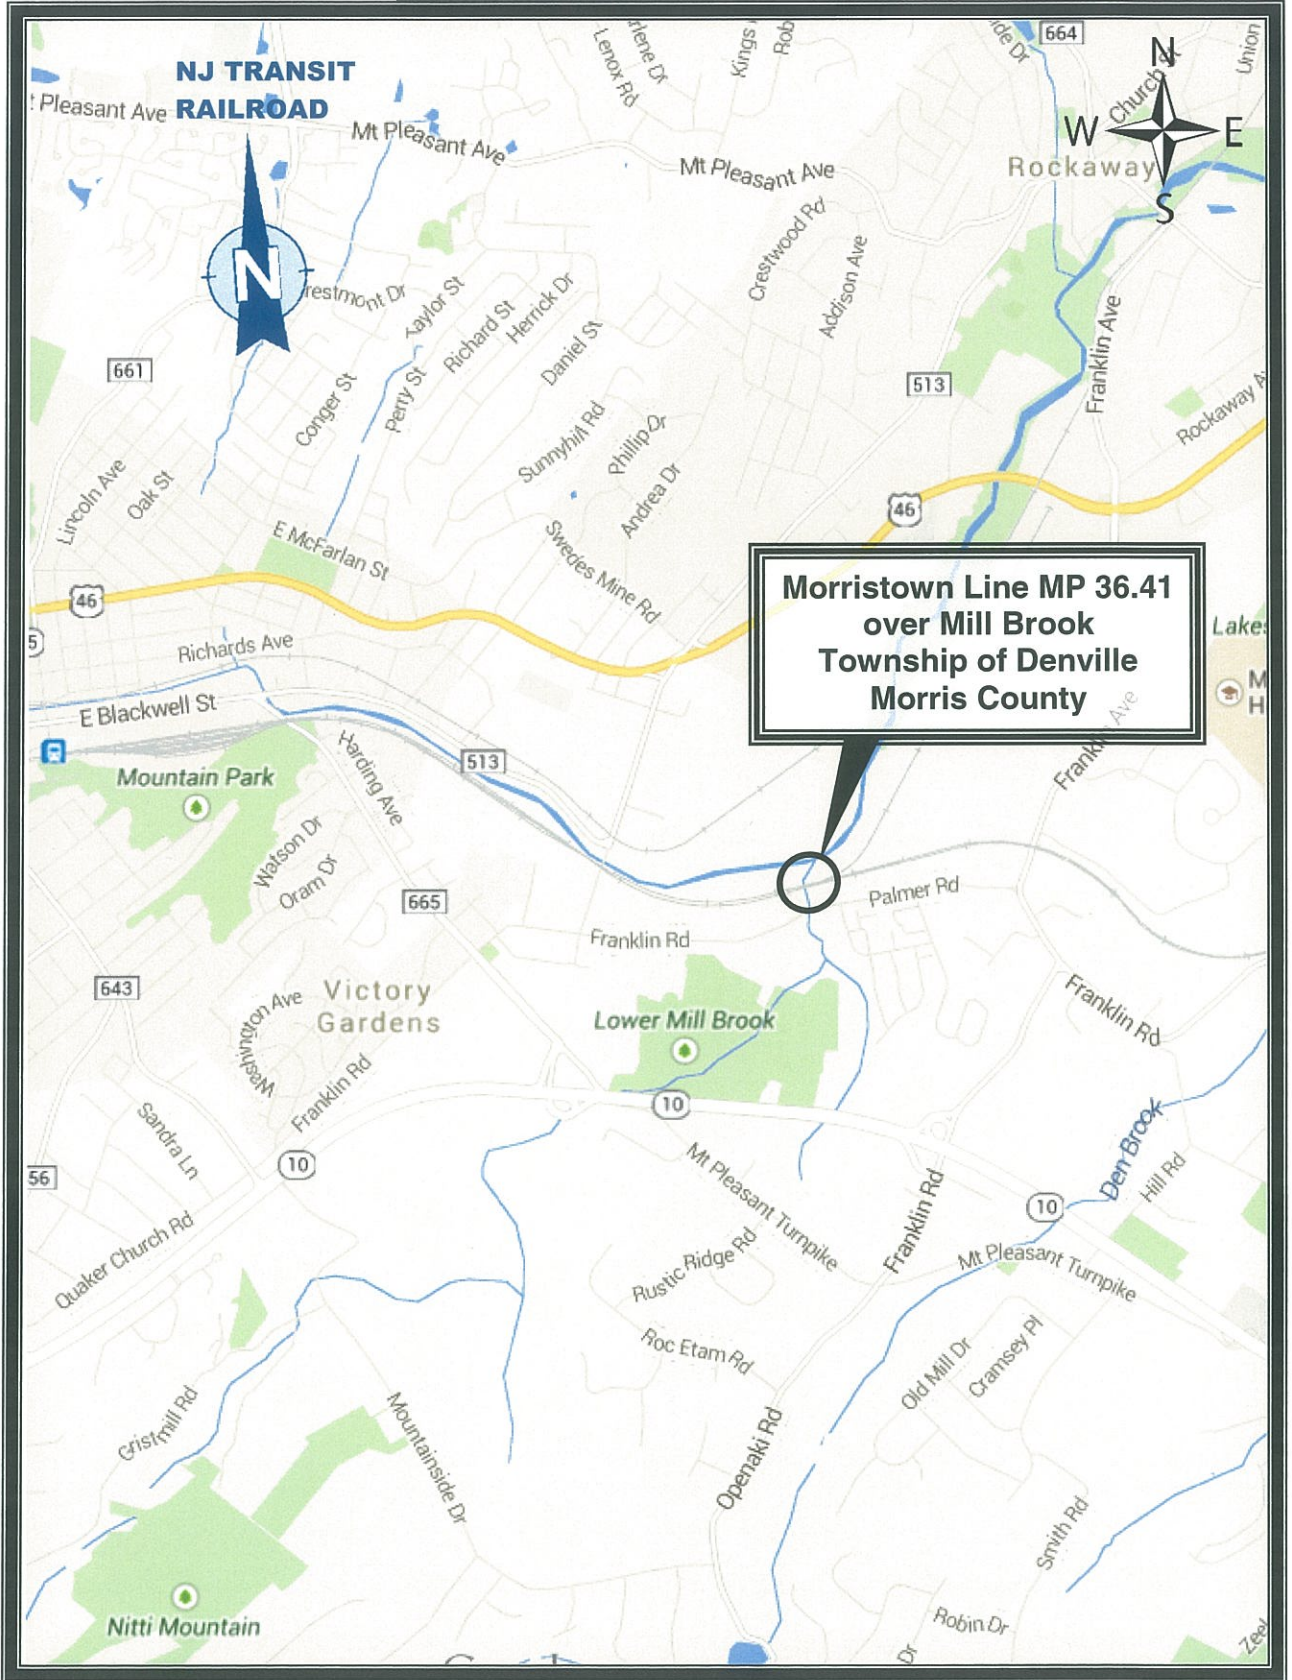 NJ TRANSIT
RAILROAD
N
664
Church St
Union
Lenox Rd
Kings
Rob
N
W
E
S
Pleasant Ave
Mt Pleasant Ave
Mt Pleasant Ave
Rockaway
Crestwood Rd
Addison Ave
restmont Dr
Richard St
Herrick Dr
Daniel St
Franklin Ave
661
513
Conger St
Perry St
Rockaway
Sunnyhill Rd
Phillip Dr
Andrea Dr
Lincoln Ave
Oak St
46
E McFarlan St
Swedes Mine Rd
46
Morristown Line MP 36.41
over Mill Brook
Township of Denville
Morris County
Richards Ave
E Blackwell St
Franklin Ave
Mountain Park
Harding Ave
513
Watson Dr
Oram Dr
665
Palmer Rd
Franklin Rd
643
Victory
Gardens
Washington Ave
Franklin Rd
Lower Mill Brook
Franklin Rd
10
Sandra Ln
10
56
Mt Pleasant Turnpike
Den Brook
Hill Rd
Franklin Rd
10
Quaker Church Rd
Rustic Ridge Rd
Mt Pleasant Turnpike
Roc Etam Rd
Old Mill Dr
Cramsey Pl
Gristmill Rd
Mountainside Dr
Openaki Rd
Smith Rd
Nitti Mountain
Robin Dr
Dr